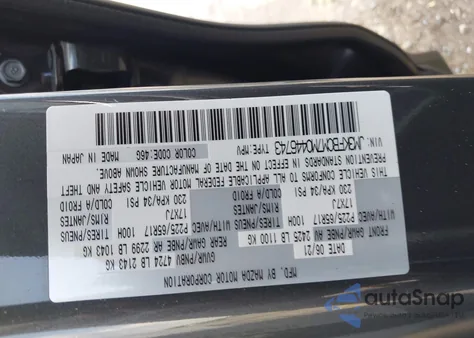 MFG. BY MAZDA MOTOR CORPORATION
DATE: 06/21 GVWR/PNBV 4724 LB 2143 KG
FRONT GAWR/PNBE AV 2425 LB 1100 KG
REAR GAWR/PNBE AR 2299 LB 1043 KG
WITH/AVEC TIRES/PNEUS RIMS/JANTES COLD/A FROID
P225/65R17 100H 17X7J 230 KPA/34 PSI
WITH/AVEC TIRES/PNEUS RIMS/JANTES COLD/A FROID
P225/65R17 100H 17X7J 230 KPA/34 PSI
THIS VEHICLE CONFORMS TO ALL APPLICABLE FEDERAL MOTOR VEHICLE SAFETY AND THEFT
PREVENTION STANDARDS IN EFFECT ON THE DATE OF MANUFACTURE SHOWN ABOVE.
VIN: TYPE:MPV COLOR CODE:46G MADE IN JAPAN
autaSnap